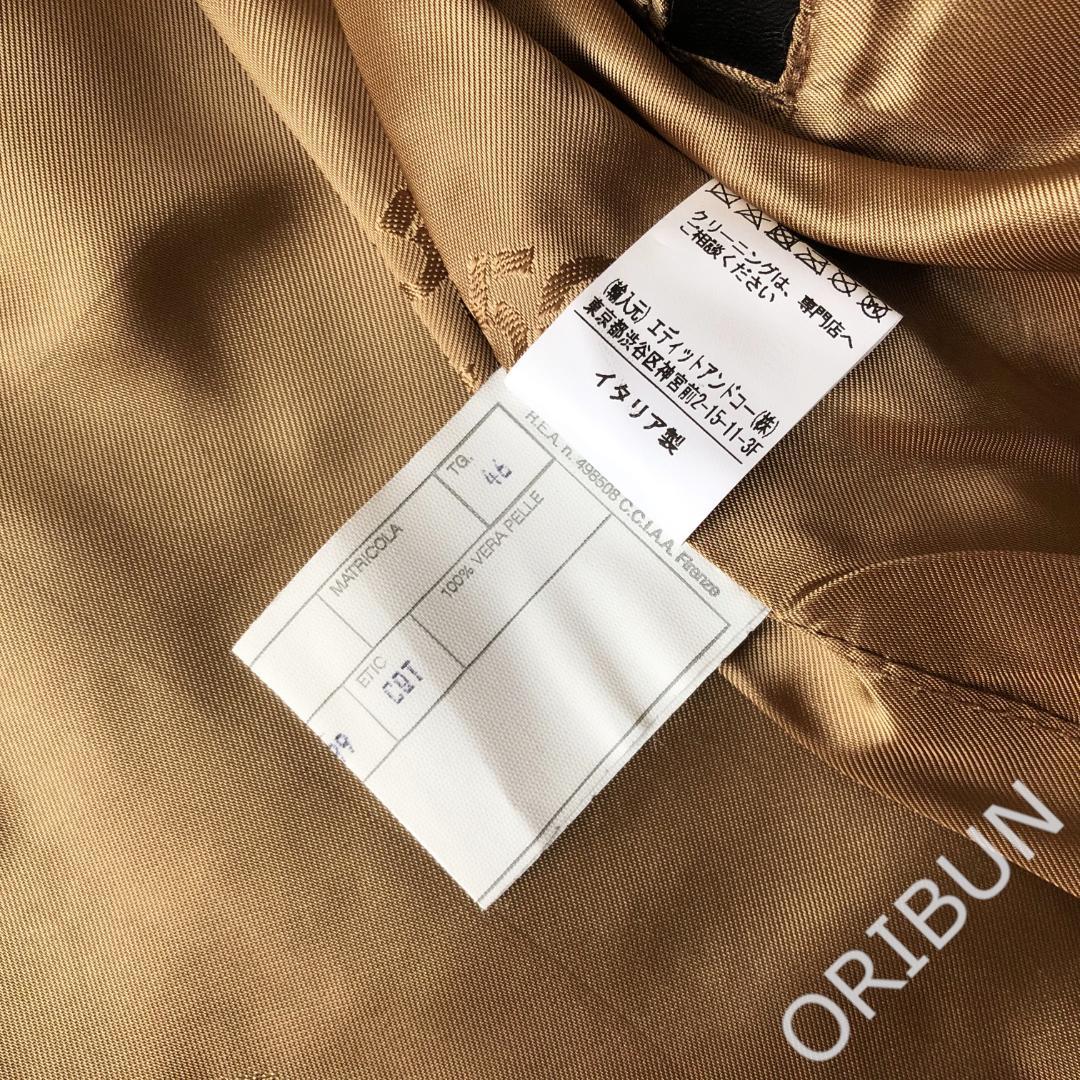 クリーニングは、専門店へ
ご相談ください
(輸入元) エディットアンドコー(株)
東京都渋谷区神宮前2-15-11-3F
イタリア製
R.E.A. n. 498508 C.C.I.A.A. Firenze
TG.
MATRICOLA
100% VERA PELLE
ETIC
COT
ORIBUN